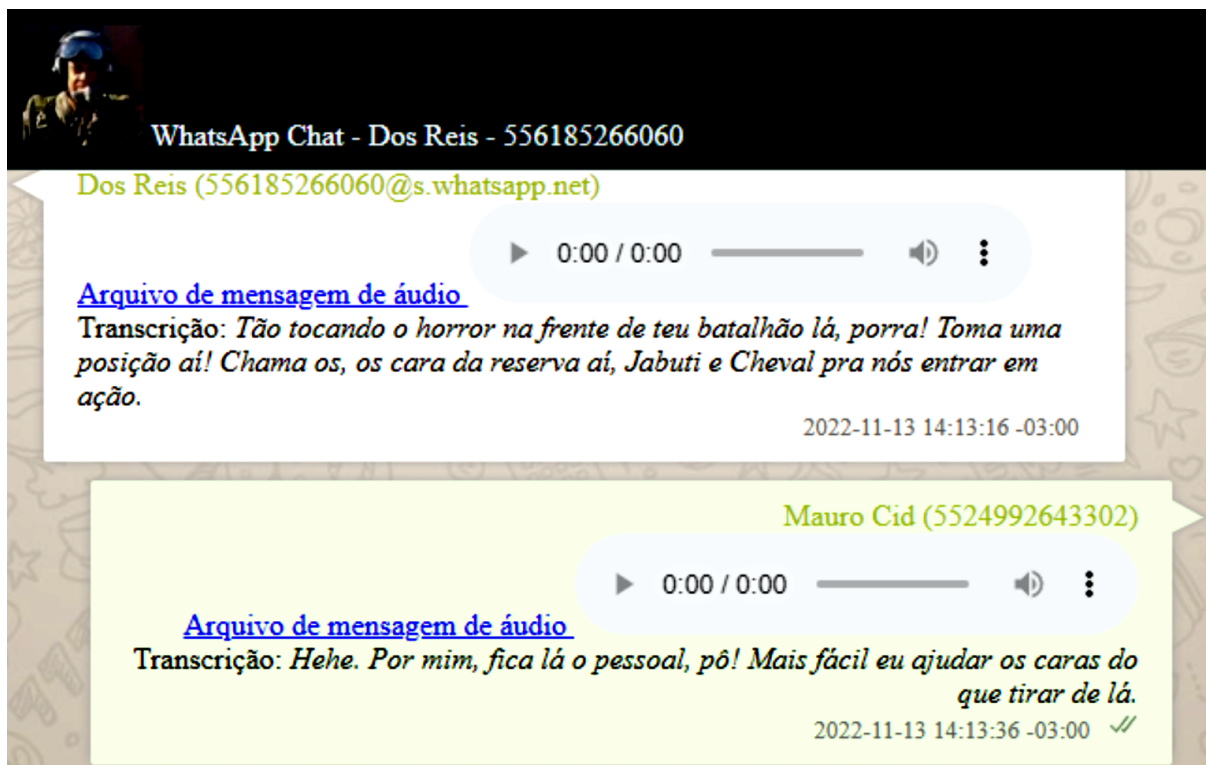 WhatsApp Chat - Dos Reis - 556185266060
Dos Reis (556185266060@s.whatsapp.net)
0:00 / 0:00
Arquivo de mensagem de áudio
Transcrição: Tão tocando o horror na frente de teu batalhão lá, porra! Toma uma
posição aí! Chama os, os cara da reserva aí, Jabuti e Cheval pra nós entrar em
ação.
2022-11-13 14:13:16 -03:00
Mauro Cid (5524992643302)
0:00 / 0:00
Arquivo de mensagem de áudio
Transcrição: Hehe. Por mim, fica lá o pessoal, pô! Mais fácil eu ajudar os caras do
que tirar de lá.
2022-11-13 14:13:36 -03:00